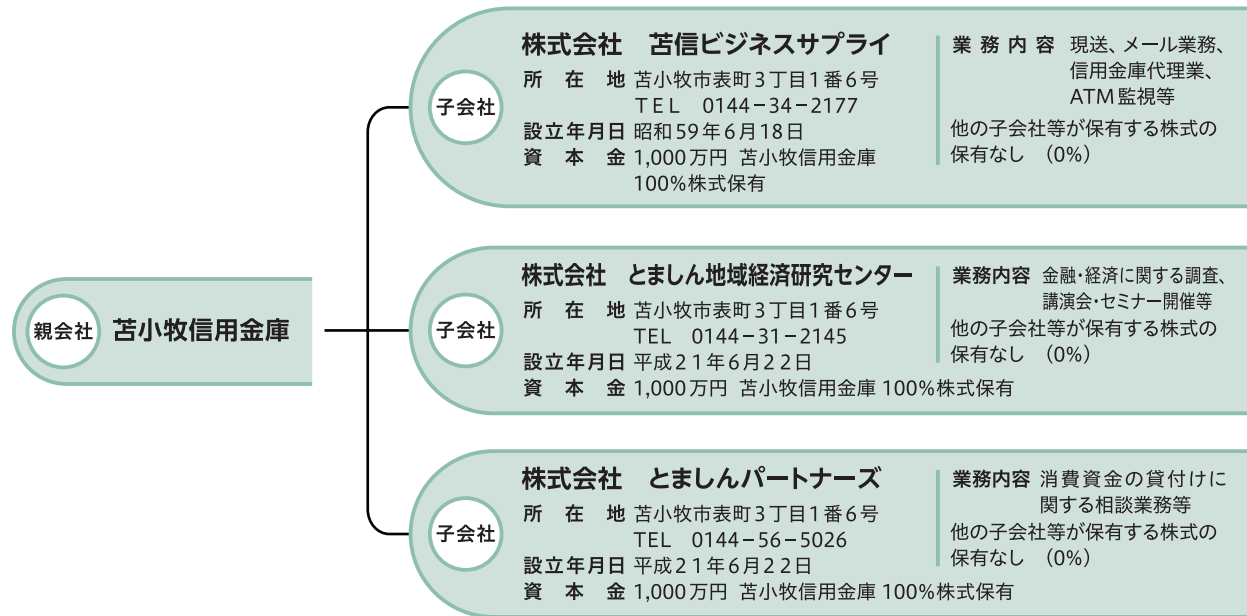 親会社 苫小牧信用金庫
子会社
株式会社 苫信ビジネスサプライ
所在地 苫小牧市表町3丁目1番6号
TEL 0144-34-2177
設立年月日 昭和59年6月18日
資本金 1,000万円 苫小牧信用金庫
100%株式保有
業務内容 現送、メール業務、
信用金庫代理業、
ATM監視等
他の子会社等が保有する株式の
保有なし (0%)
子会社
株式会社 とましん地域経済研究センター
所在地 苫小牧市表町3丁目1番6号
TEL 0144-31-2145
設立年月日 平成21年6月22日
資本金 1,000万円 苫小牧信用金庫 100%株式保有
業務内容 金融・経済に関する調査、
講演会・セミナー開催等
他の子会社等が保有する株式の
保有なし (0%)
子会社
株式会社 とましんパートナーズ
所在地 苫小牧市表町3丁目1番6号
TEL 0144-56-5026
設立年月日 平成21年6月22日
資本金 1,000万円 苫小牧信用金庫 100%株式保有
業務内容 消費資金の貸付けに
関する相談業務等
他の子会社等が保有する株式の
保有なし (0%)